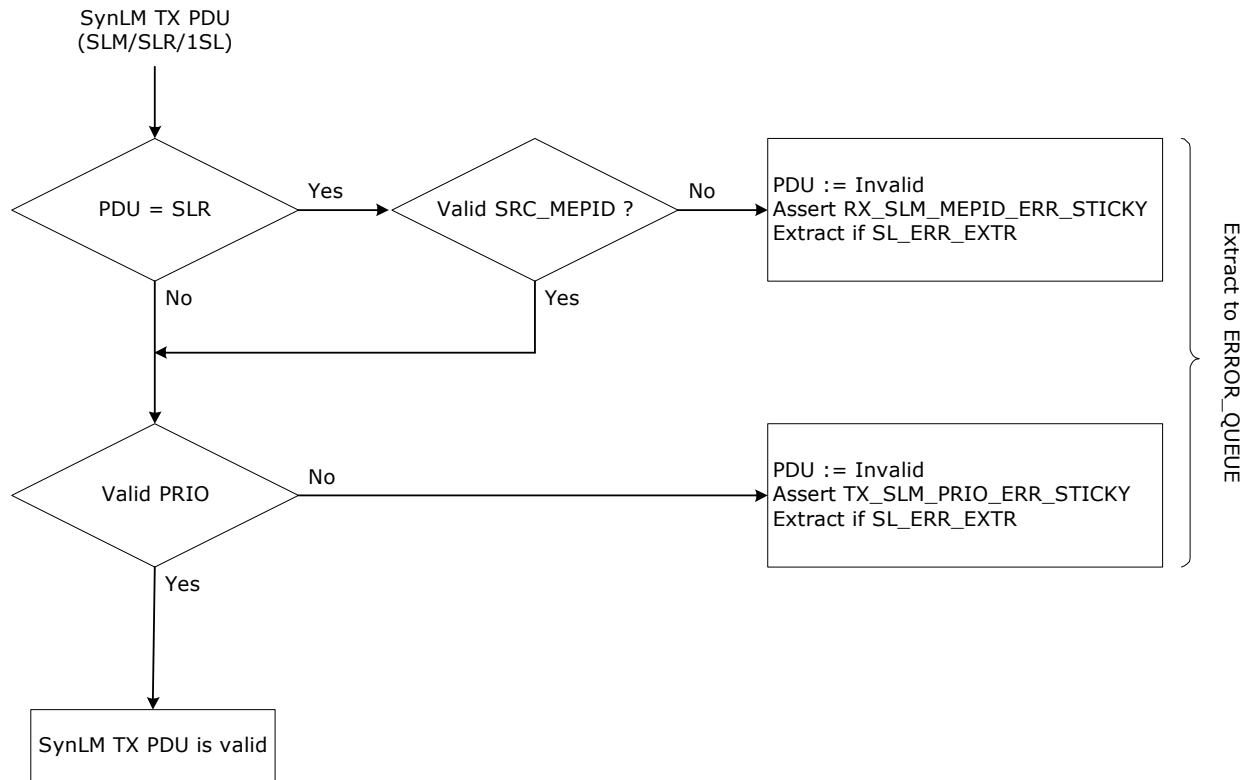 SynLM TX PDU
(SLM/SLR/1SL)
PDU = SLR
Yes
Valid SRC_MEPID ?
No
PDU := Invalid
Assert RX_SLM_MEPID_ERR_STICKY
Extract if SL_ERR_EXTR
No
Yes
Extract to ERROR_QUEUE
Valid PRIO
No
PDU := Invalid
Assert TX_SLM_PRIO_ERR_STICKY
Extract if SL_ERR_EXTR
Yes
SynLM TX PDU is valid